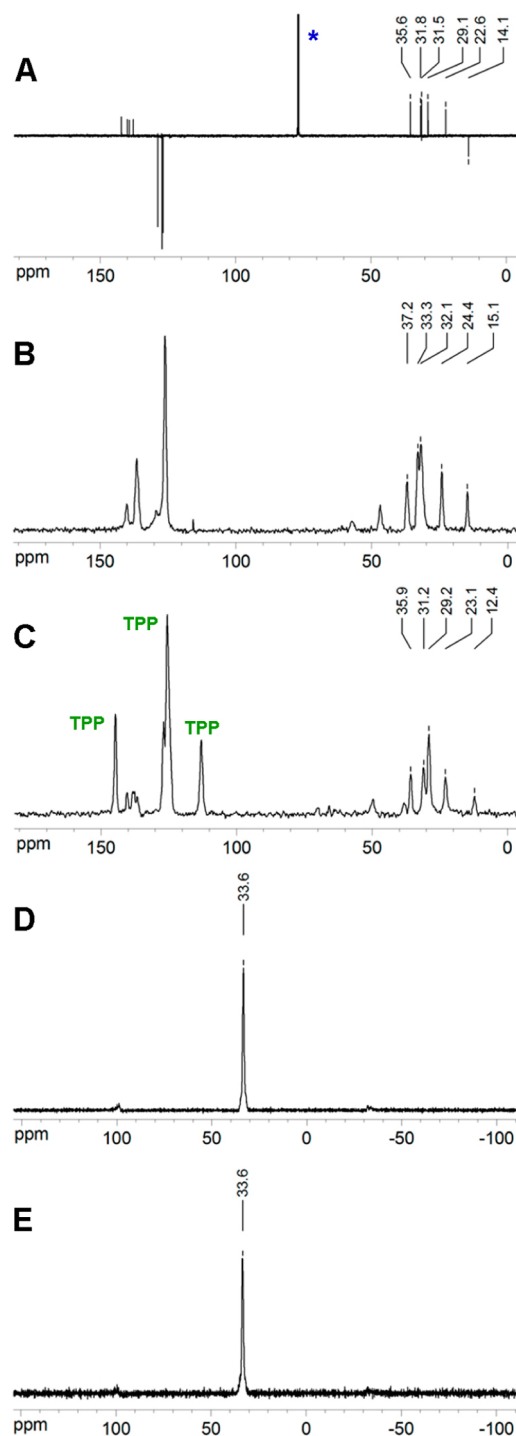 A
*
35.6 31.8 31.5 29.1 22.6 14.1
ppm 150 100 50 0
B
37.2 33.3 32.1 24.4 15.1
ppm 150 100 50 0
C
TPP TPP TPP
35.9 31.2 29.2 23.1 12.4
ppm 150 100 50 0
D
33.6
ppm 100 50 0 -50 -100
E
33.6
ppm 100 50 0 -50 -100